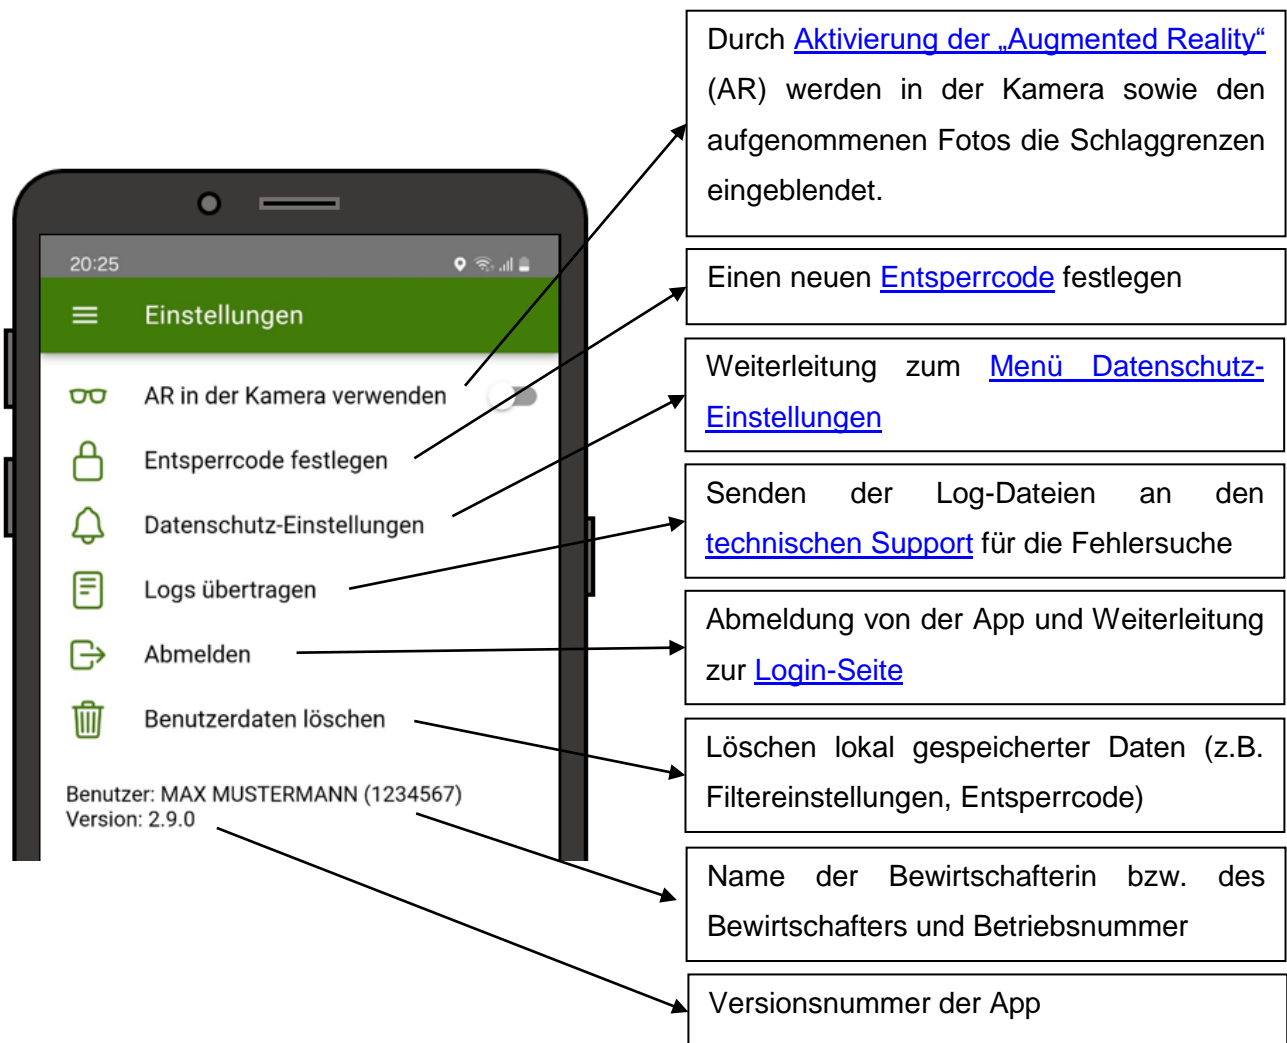 Durch Aktivierung der „Augmented Reality“
(AR) werden in der Kamera sowie den
aufgenommenen Fotos die Schlaggrenzen
eingeblendet.
20:25
Einstellungen
AR in der Kamera verwenden
Entsperrcode festlegen
Datenschutz-Einstellungen
Logs übertragen
Abmelden
Benutzerdaten löschen
Benutzer: MAX MUSTERMANN (1234567)
Version: 2.9.0
Einen neuen Entsperrcode festlegen
Weiterleitung zum Menü Datenschutz-
Einstellungen
Senden der Log-Dateien an den
technischen Support für die Fehlersuche
Abmeldung von der App und Weiterleitung
zur Login-Seite
Löschen lokal gespeicherter Daten (z.B.
Filtereinstellungen, Entsperrcode)
Name der Bewirtschafterin bzw. des
Bewirtschafters und Betriebsnummer
Versionsnummer der App